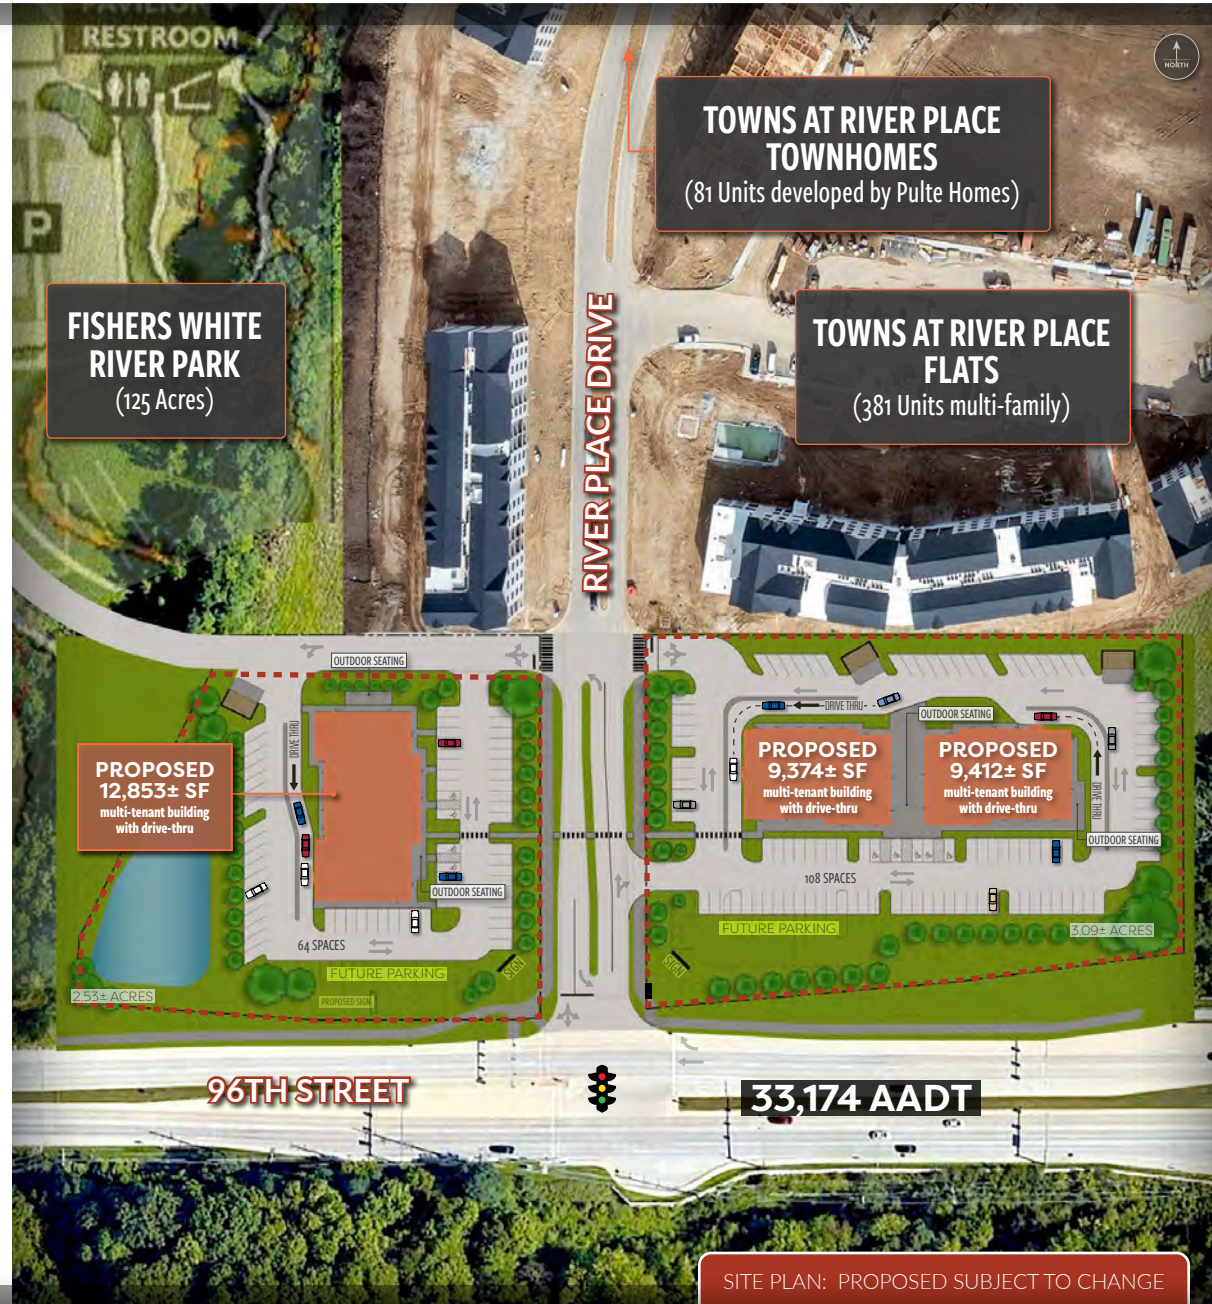 PAVILION
RESTROOM
NORTH
P
TOWNS AT RIVER PLACE
TOWNHOMES
(81 Units developed by Pulte Homes)
FISHERS WHITE
RIVER PARK
(125 Acres)
TOWNS AT RIVER PLACE
FLATS
(381 Units multi-family)
RIVER PLACE DRIVE
OUTDOOR SEATING
DRIVE THRU
PROPOSED
12,853± SF
multi-tenant building
with drive-thru
OUTDOOR SEATING
64 SPACES
FUTURE PARKING
SIGN
PROPOSED SIGN
2.53± ACRES
DRIVE THRU
OUTDOOR SEATING
PROPOSED
9,374± SF
multi-tenant building
with drive-thru
PROPOSED
9,412± SF
multi-tenant building
with drive-thru
DRIVE THRU
OUTDOOR SEATING
108 SPACES
FUTURE PARKING
3.09± ACRES
SIGN
96TH STREET
33,174 AADT
SITE PLAN: PROPOSED SUBJECT TO CHANGE